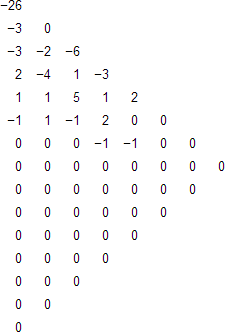 −26
−3 0
−3 −2 −6
2 −4 1 −3
1 1 5 1 2
−1 1 −1 2 0 0
0 0 0 −1 −1 0 0
0 0 0 0 0 0 0 0
0 0 0 0 0 0 0
0 0 0 0 0 0
0 0 0 0 0
0 0 0 0
0 0 0
0 0
0